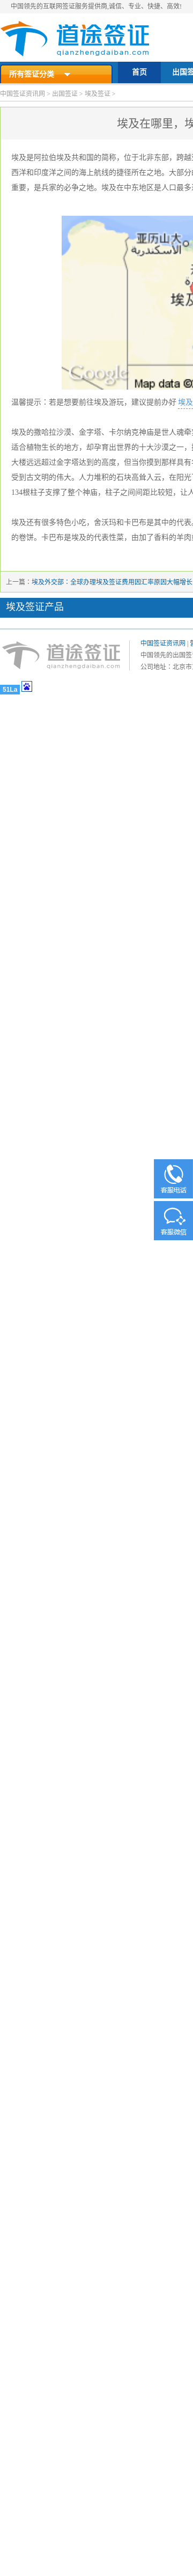 中国领先的互联网签证服务提供商,诚信、专业、快捷、高效!
道途签证
qianzhengdaihan.com
所有签证分类
首页
出国签
中国签证资讯网 > 出国签证 > 埃及签证 >
埃及在哪里，埃
埃及是阿拉伯埃及共和国的简称，位于北非东部，跨越
西洋和印度洋之间的海上航线的捷径所在之地。大部分
重要，是兵家的必争之地。埃及在中东地区是人口最多
亚历山大
埃及
Google
Map data ©
温馨提示：若是想要前往埃及游玩，建议提前办好 埃及
埃及的撒哈拉沙漠、金字塔、卡尔纳克神庙是世人魂牵
适合植物生长的地方，却孕育出世界的十大沙漠之一，
大楼远远超过金字塔达到的高度，但当你摸到那样具有
受到古文明的伟大。人力堆积的石块高耸入云，在阳光
134根柱子支撑了整个神庙，柱子之间间距比较短，让人
埃及还有很多特色小吃，舍沃玛和卡巴布是其中的代表
的卷饼。卡巴布是埃及的代表性菜，由加了香料的羊肉
上一篇：埃及外交部：全球办理埃及签证费用因汇率原因大幅增长
埃及签证产品
道途签证
qianzhengdaihan.com
中国签证资讯网 |
中国领先的出国签
公司地址：北京市
51La
客服电话
客服微信